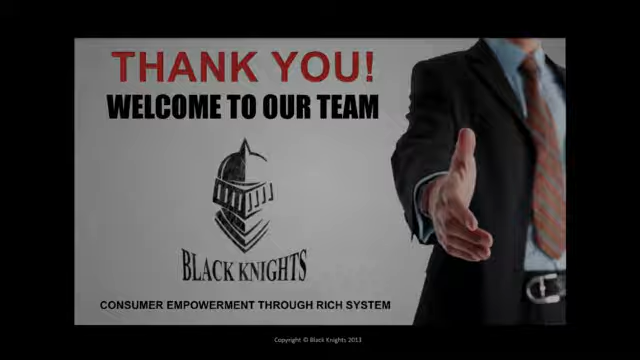 THANK YOU!
WELCOME TO OUR TEAM
BLACK KNIGHTS
CONSUMER EMPOWERMENT THROUGH RICH SYSTEM
Copyright © Black Knights 2013